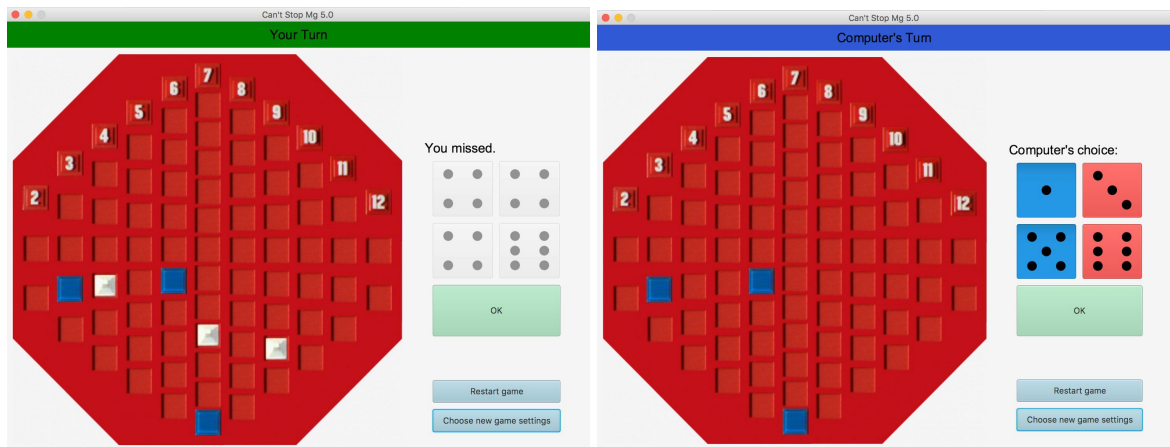 Can't Stop Mg 5.0
Your Turn
7
6
8
5
9
4
10
3
11
2
12
You missed.
OK
Restart game
Choose new game settings
Can't Stop Mg 5.0
Computer's Turn
7
6
8
5
9
4
10
3
11
2
12
Computer's choice:
OK
Restart game
Choose new game settings